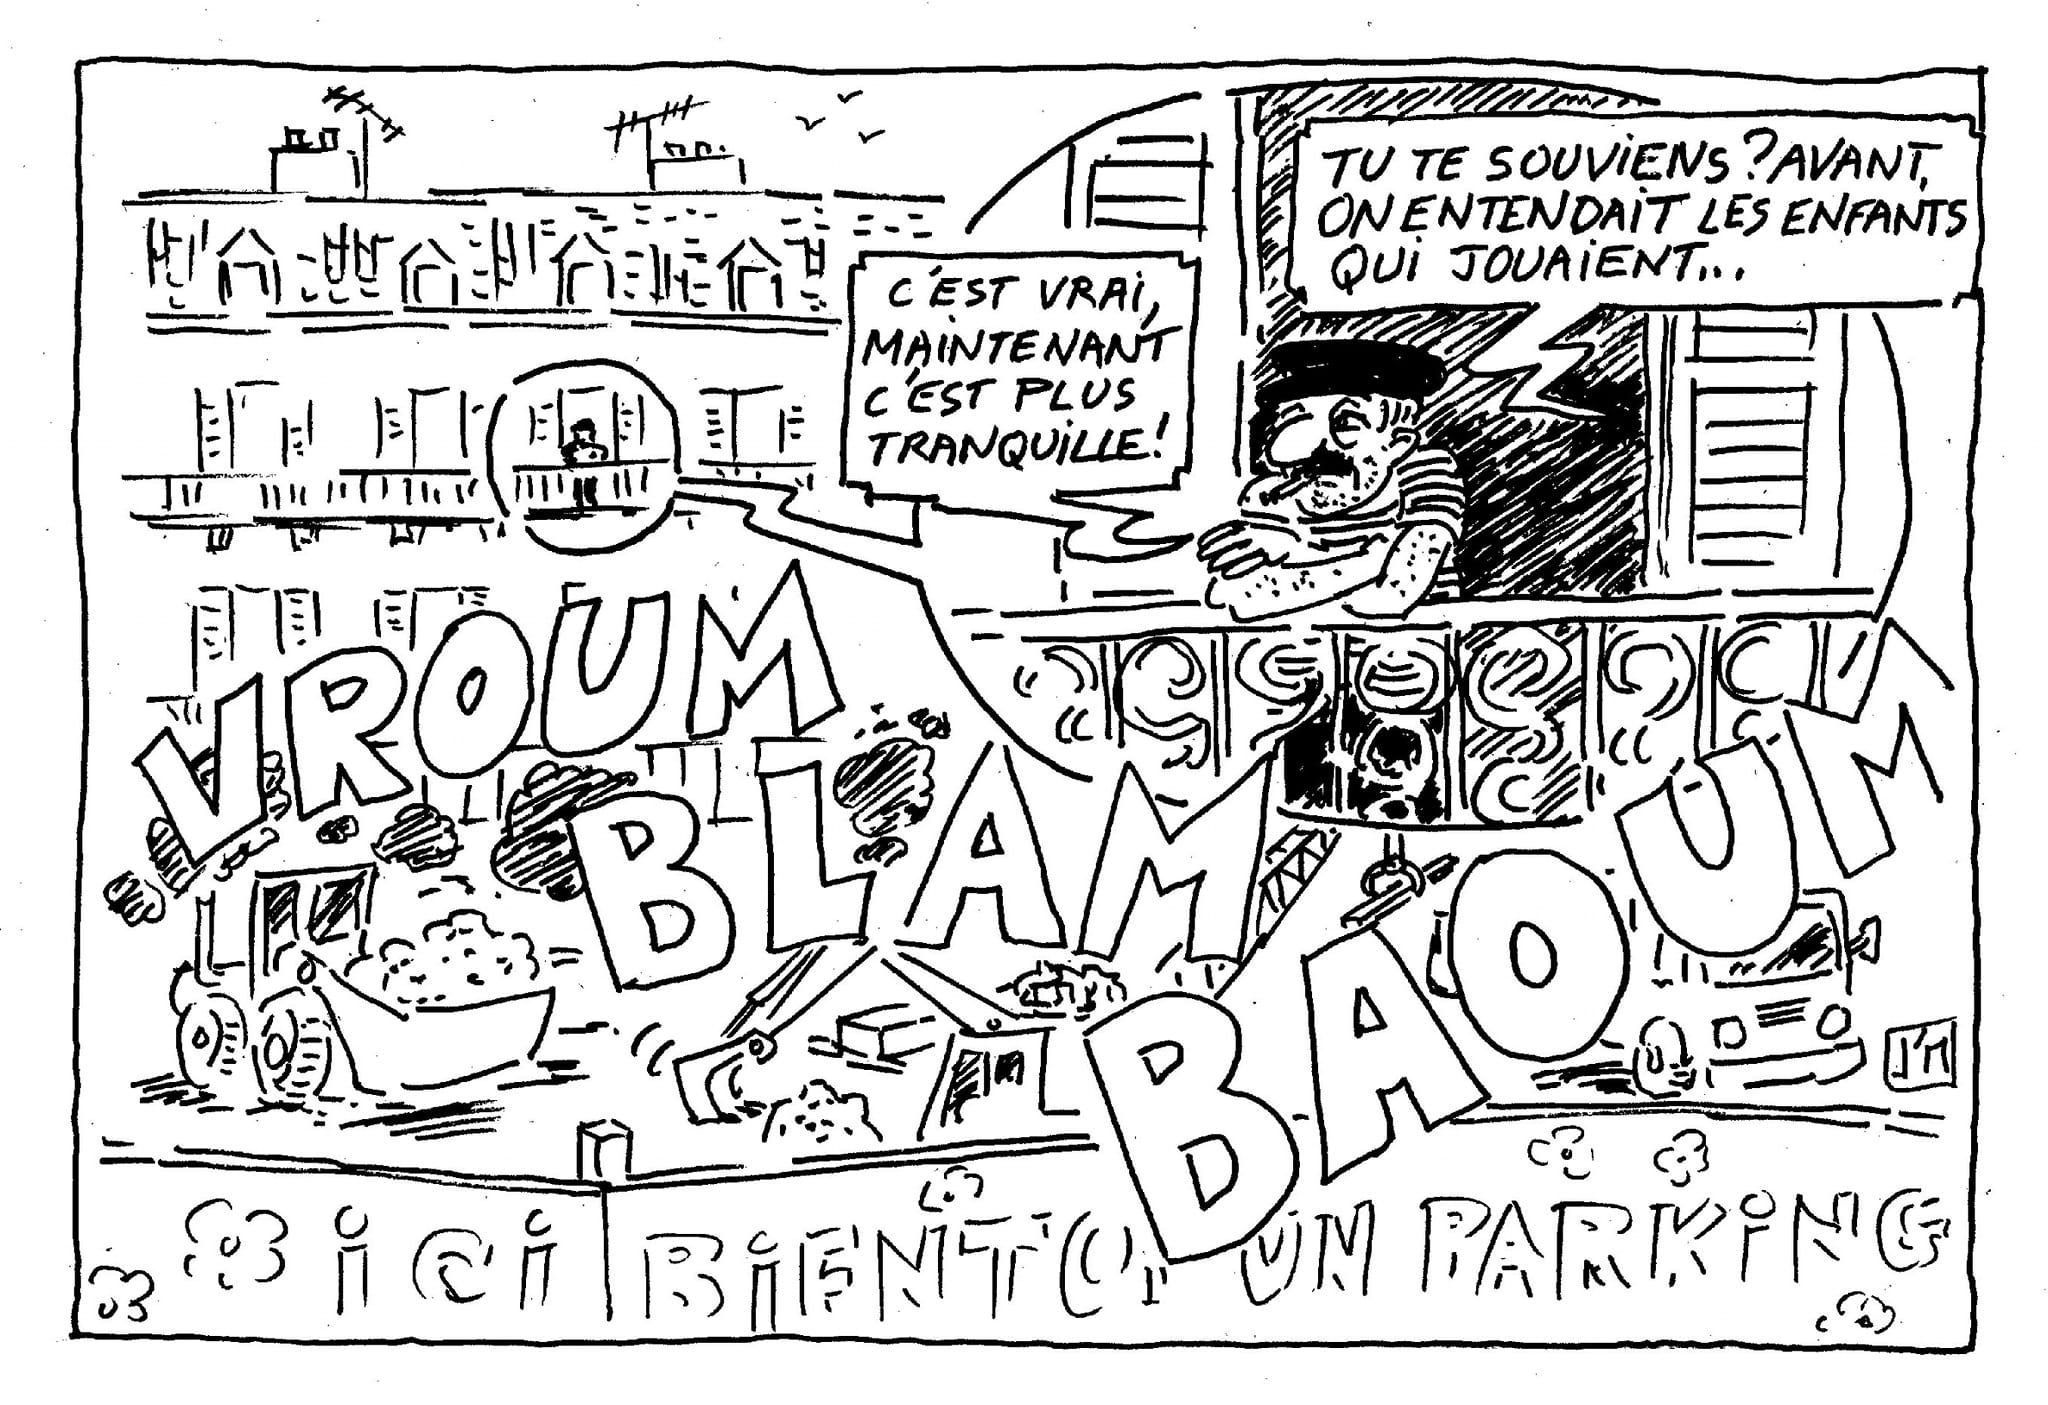 TU TE SOUVIENS ? AVANT,
ON ENTENDAIT LES ENFANTS
QUI JOUAIENT...
C'EST VRAI,
MAINTENANT
C'EST PLUS
TRANQUILLE !
VROUM
BLAM
BAOUM
J'M
ICI BIENTOT UN PARKING